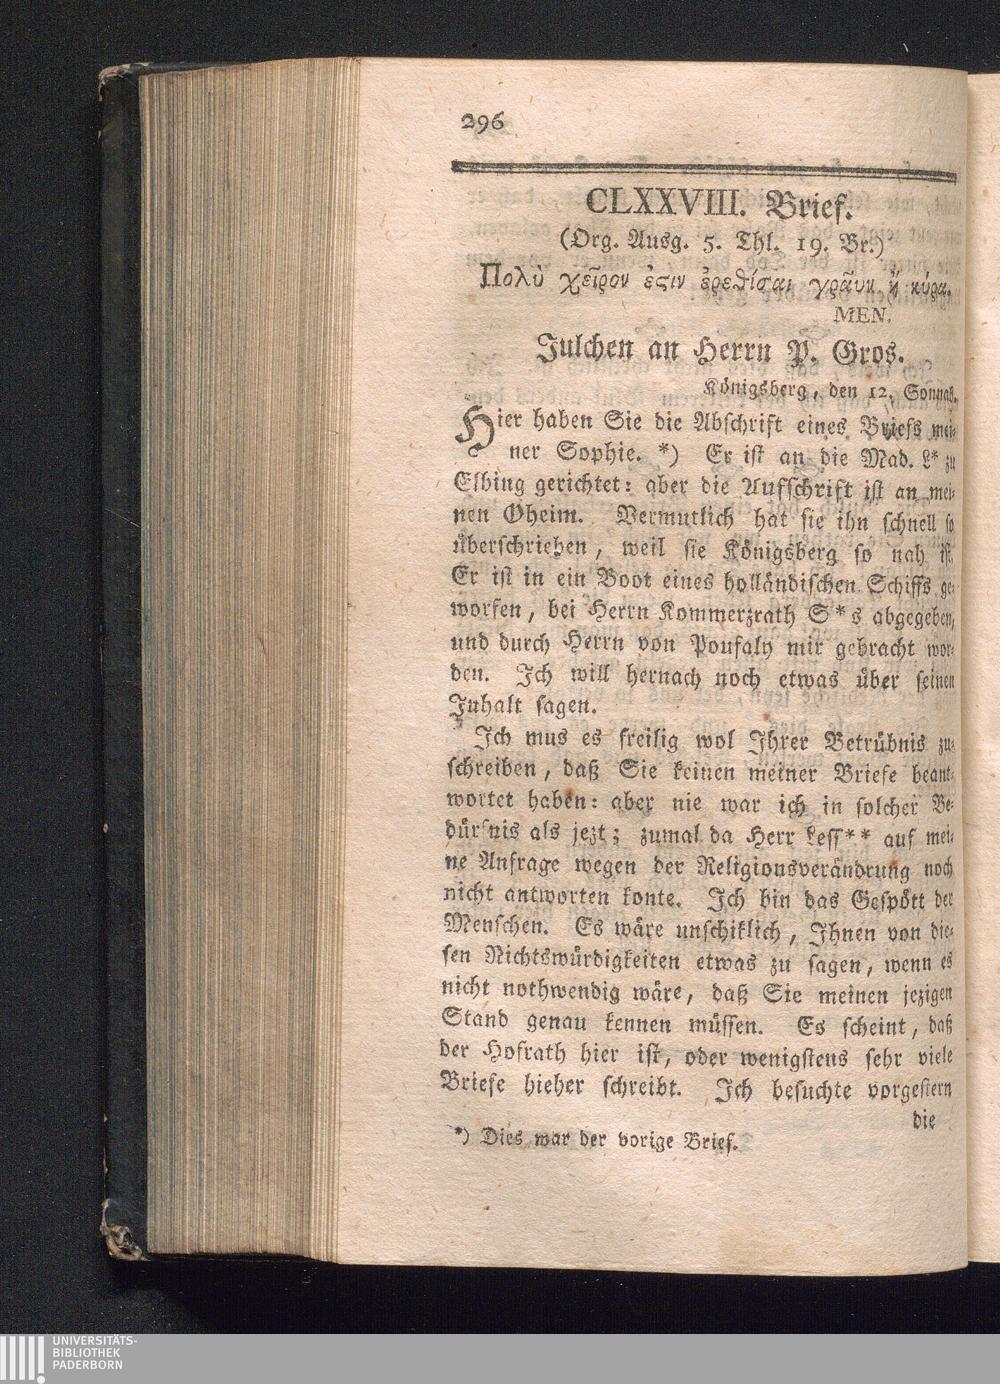 296
CLXXVIII. Brief.
(Org. Ausg. 5. Thl. 19. Br.)
Πολὺ χεῖρον ἐςιν ἐρεθίσαι γραῦν ἢ κύνα.
MEN.
Julchen an Herrn P. Gros.
Königsberg, den 12. Sonnab.
Hier haben Sie die Abschrift eines Briefs mei-
ner Sophie. *) Er ist an die Mad. L* zu
Elbing gerichtet: aber die Aufschrift ist an mei-
nen Oheim. Vermutlich hat sie ihn schnell so
überschrieben, weil sie Königsberg so nah ist.
Er ist in ein Boot eines holländischen Schiffs ge-
worfen, bei Herrn Kommerzrath S*s abgegeben,
und durch Herrn von Poufaly mir gebracht wor-
den. Ich will hernach noch etwas über seinen
Inhalt sagen.
Ich mus es freilig wol Ihrer Betrübnis zu-
schreiben, daß Sie keinen meiner Briefe beant-
wortet haben: aber nie war ich in solcher Be-
dürfnis als jezt; zumal da Herr Less** auf mei-
ne Anfrage wegen der Religionsverändrung noch
nicht antworten konte. Ich bin das Gespött der
Menschen. Es wäre unschiklich, Ihnen von die-
sen Nichtswürdigkeiten etwas zu sagen, wenn es
nicht nothwendig wäre, daß Sie meinen jezigen
Stand genau kennen müssen. Es scheint, daß
der Hofrath hier ist, oder wenigstens sehr viele
Briefe hieher schreibt. Ich besuchte vorgestern
die
*) Dies war der vorige Brief.
UNIVERSITÄTS-
BIBLIOTHEK
PADERBORN